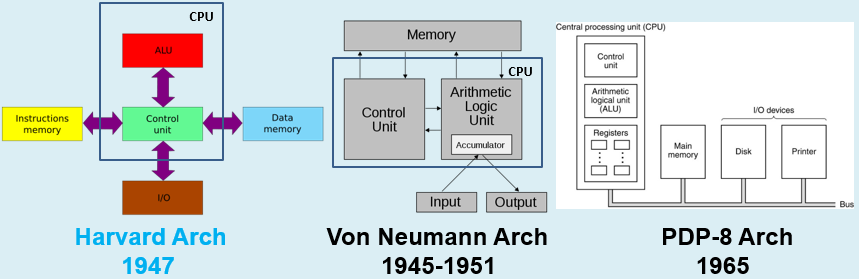 CPU
ALU
Instructions
memory
Control
unit
Data
memory
I/O
Harvard Arch
1947
Memory
CPU
Control
Unit
Arithmetic
Logic
Unit
Accumulator
Input
Output
Von Neumann Arch
1945-1951
Central processing unit (CPU)
Control
unit
Arithmetic
logical unit
(ALU)
Registers
I/O devices
Main
memory
Disk
Printer
Bus
PDP-8 Arch
1965